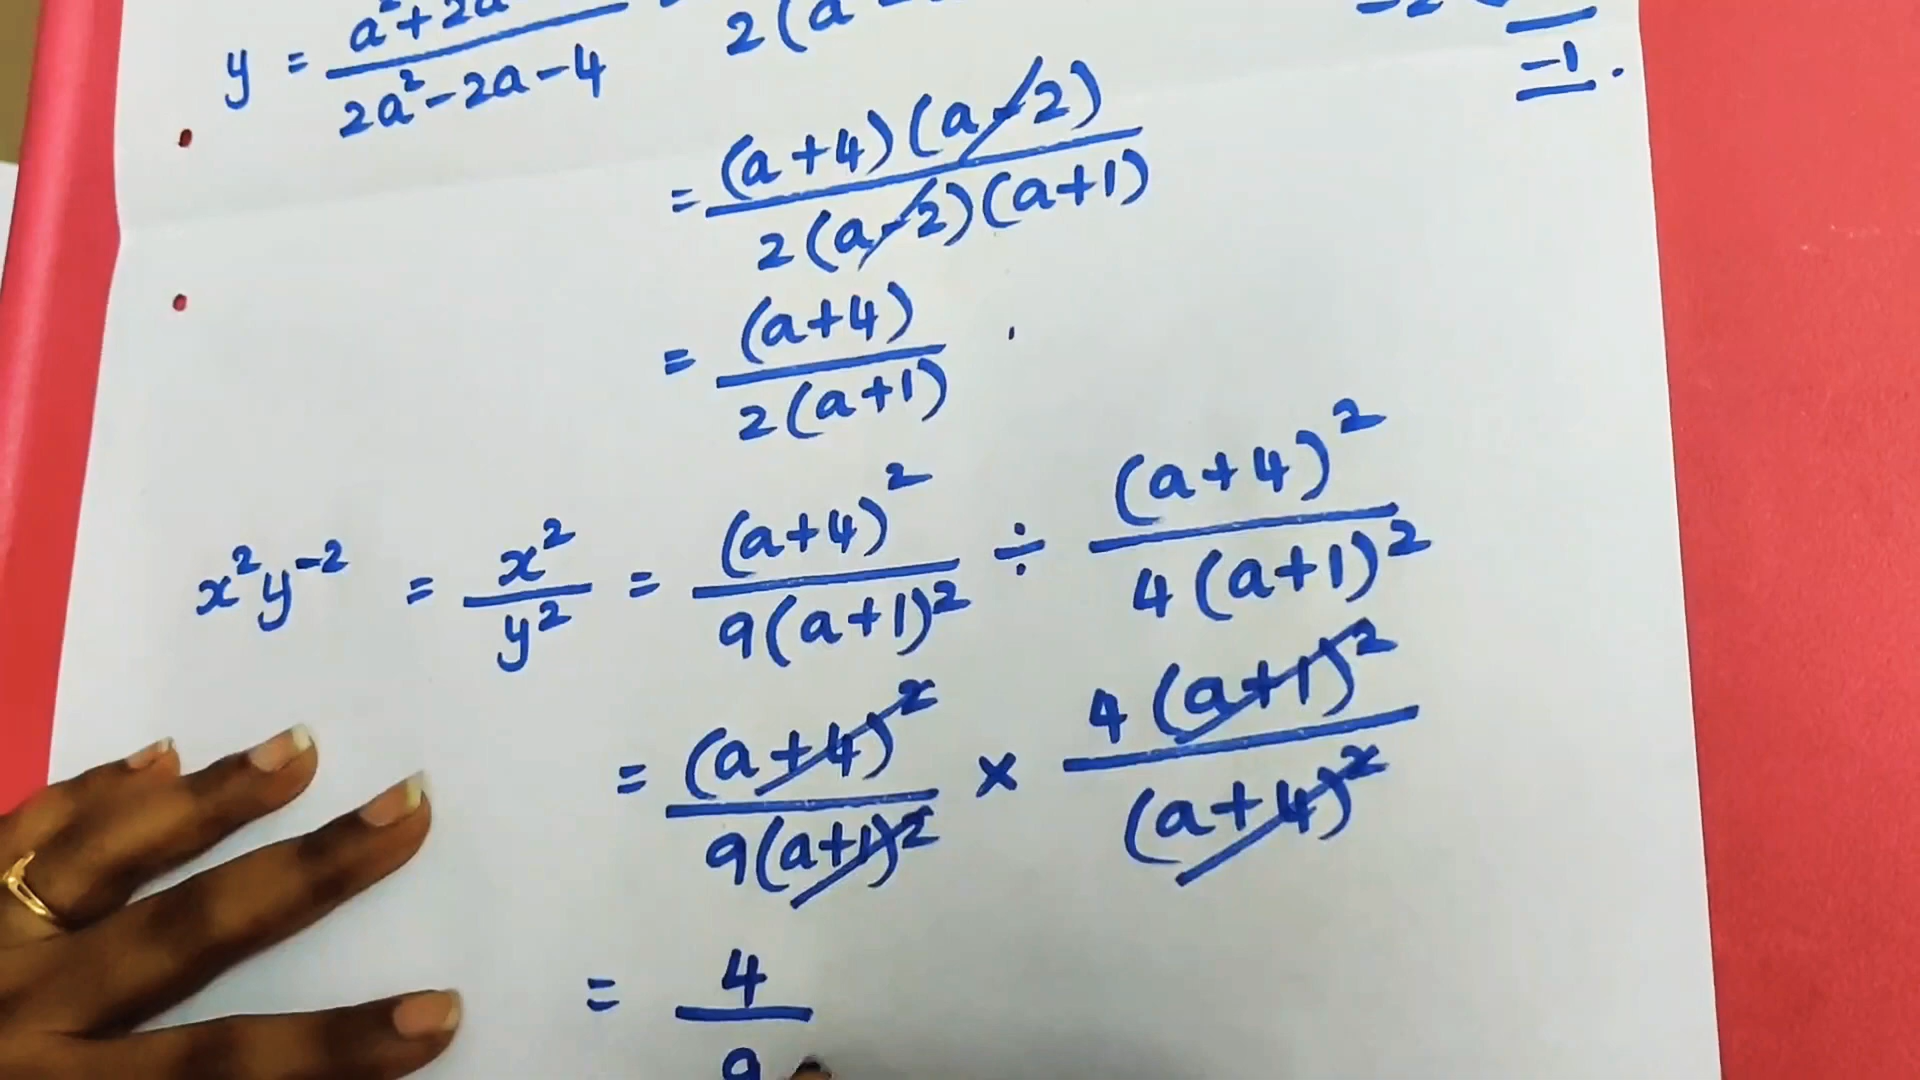 y = a²+2a / 2a²-2a-4
2(a
-2
-1.
= (a+4)(a-2) / 2(a-2)(a+1)
= (a+4) / 2(a+1)
x²y⁻² = x²/y² = (a+4)² / 9(a+1)² ÷ (a+4)² / 4(a+1)²
= (a+4)² / 9(a+1)² × 4(a+1)² / (a+4)²
= 4/9